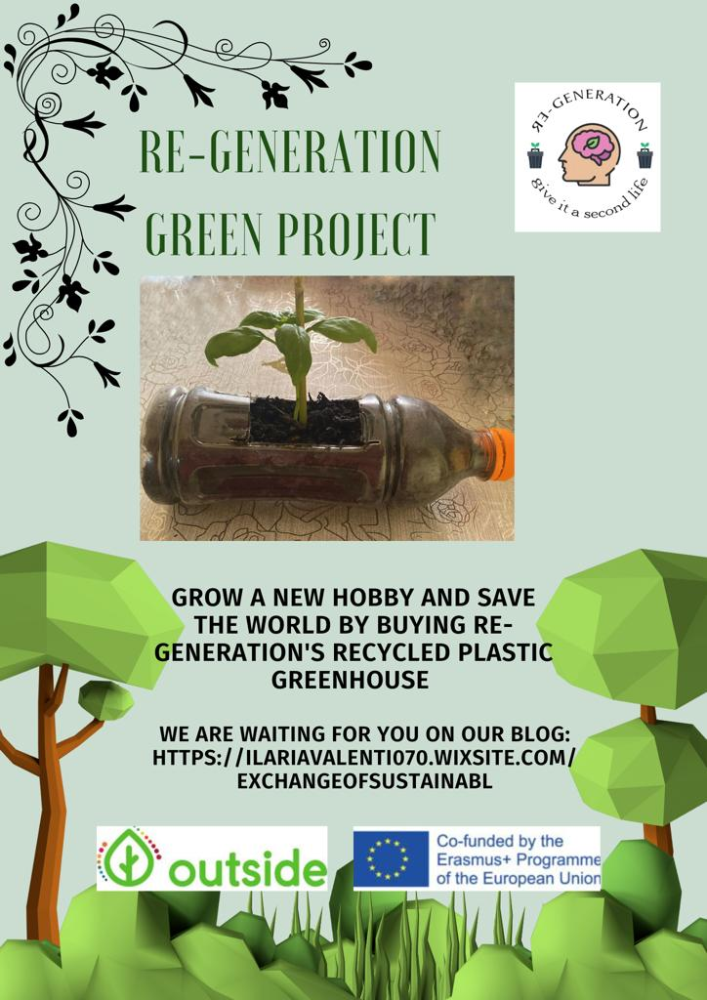 RE-GENERATION
GREEN PROJECT
RE-GENERATION
give it a second life
GROW A NEW HOBBY AND SAVE
THE WORLD BY BUYING RE-
GENERATION'S RECYCLED PLASTIC
GREENHOUSE
WE ARE WAITING FOR YOU ON OUR BLOG:
HTTPS://ILARIAVALENTI070.WIXSITE.COM/
EXCHANGEOFSUSTAINABL
outside
Co-funded by the
Erasmus+ Programme
of the European Union